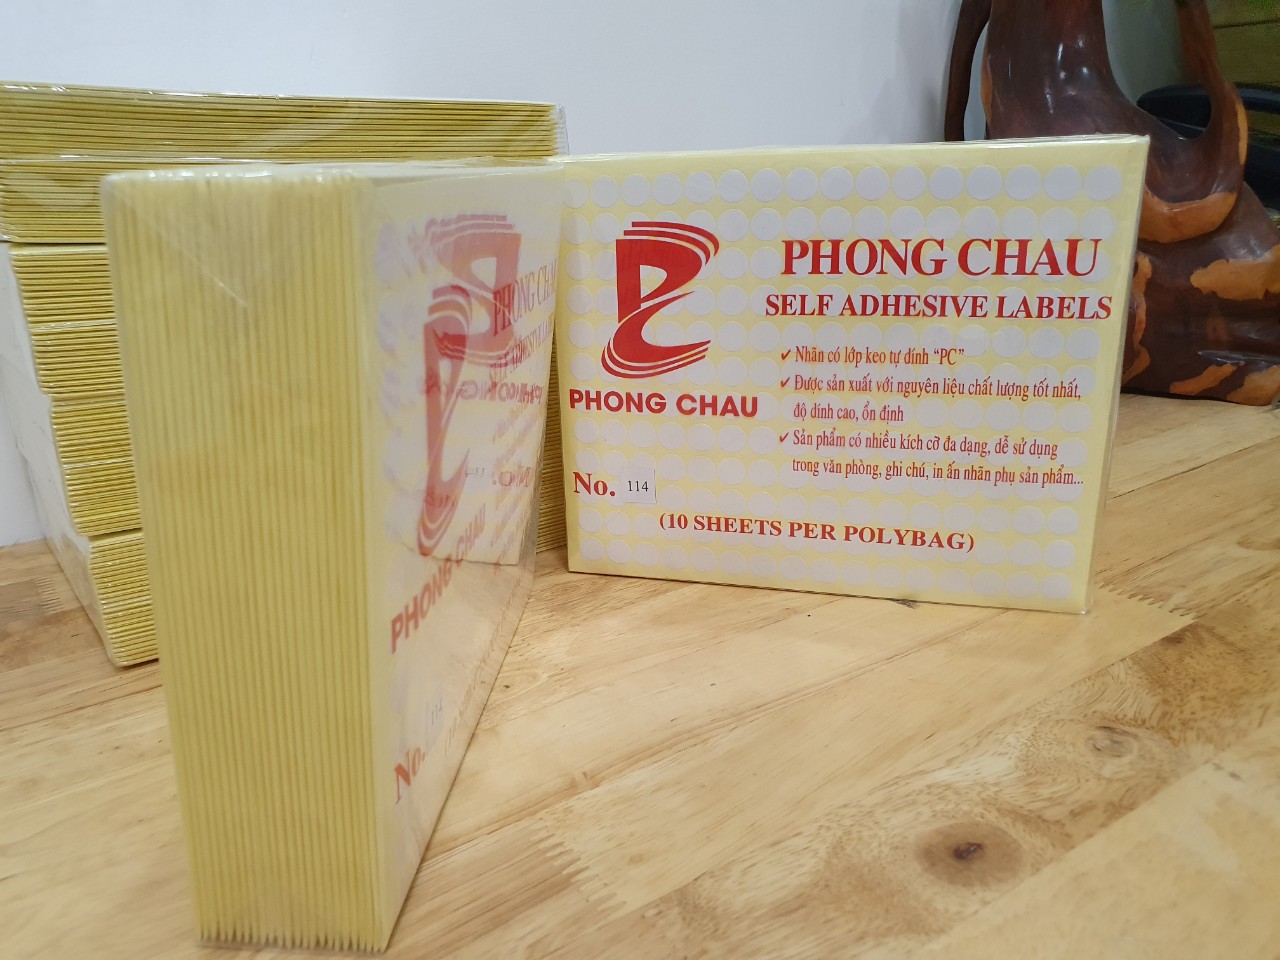 PHONG CHAU
PHONG CHAU
SELF ADHESIVE LABELS
✓ Nhãn có lớp keo tự dính “PC”
✓ Được sản xuất với nguyên liệu chất lượng tốt nhất,
độ dính cao, ổn định
✓ Sản phẩm có nhiều kích cỡ đa dạng, dễ sử dụng
trong văn phòng, ghi chú, in ấn nhãn phụ sản phẩm...
No. 114
(10 SHEETS PER POLYBAG)
PHONG CHAU
PHONG CHAU
No. 114